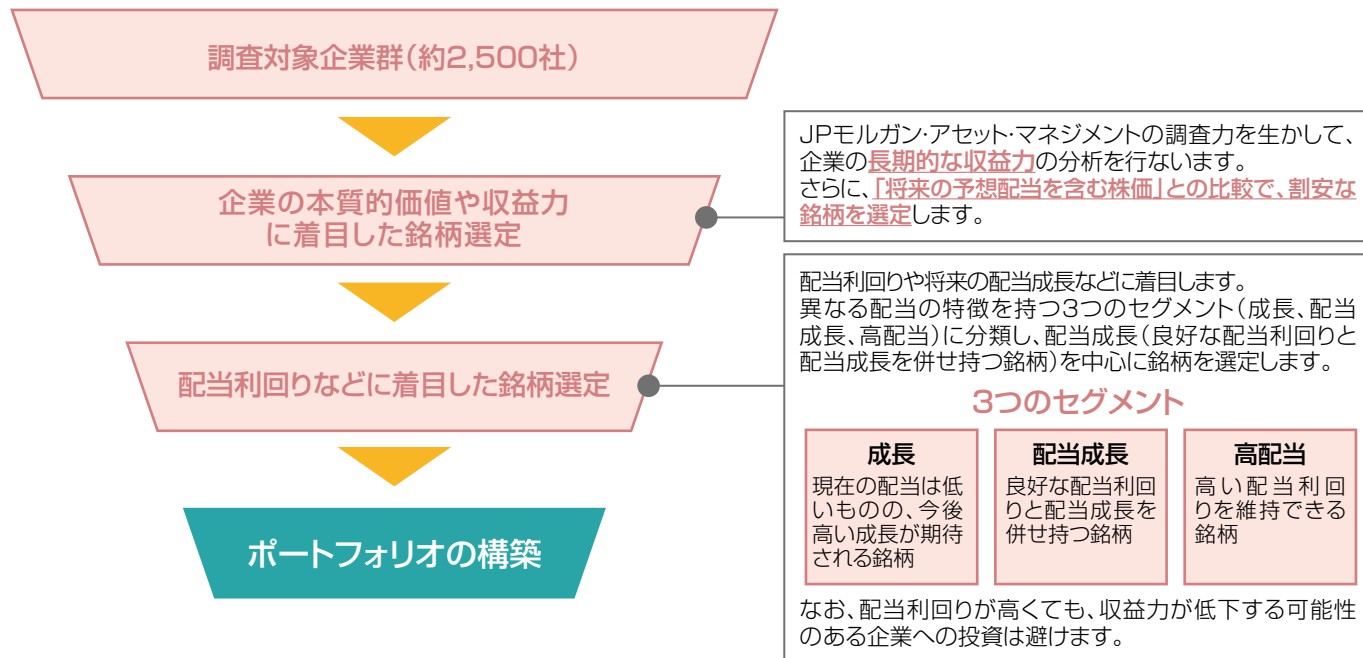 調査対象企業群（約2,500社）
企業の本質的価値や収益力
に着目した銘柄選定
配当利回りなどに着目した銘柄選定
ポートフォリオの構築
JPモルガン・アセット・マネジメントの調査力を生かして、
企業の長期的な収益力の分析を行ないます。
さらに、「将来の予想配当を含む株価」との比較で、割安な
銘柄を選定します。
配当利回りや将来の配当成長などに着目します。
異なる配当の特徴を持つ3つのセグメント（成長、配当
成長、高配当）に分類し、配当成長（良好な配当利回りと
配当成長を併せ持つ銘柄）を中心に銘柄を選定します。
3つのセグメント
成長
現在の配当は低
いものの、今後
高い成長が期待
される銘柄
配当成長
良好な配当利回
りと配当成長を
併せ持つ銘柄
高配当
高い配当利回
りを維持できる
銘柄
なお、配当利回りが高くても、収益力が低下する可能性
のある企業への投資は避けます。